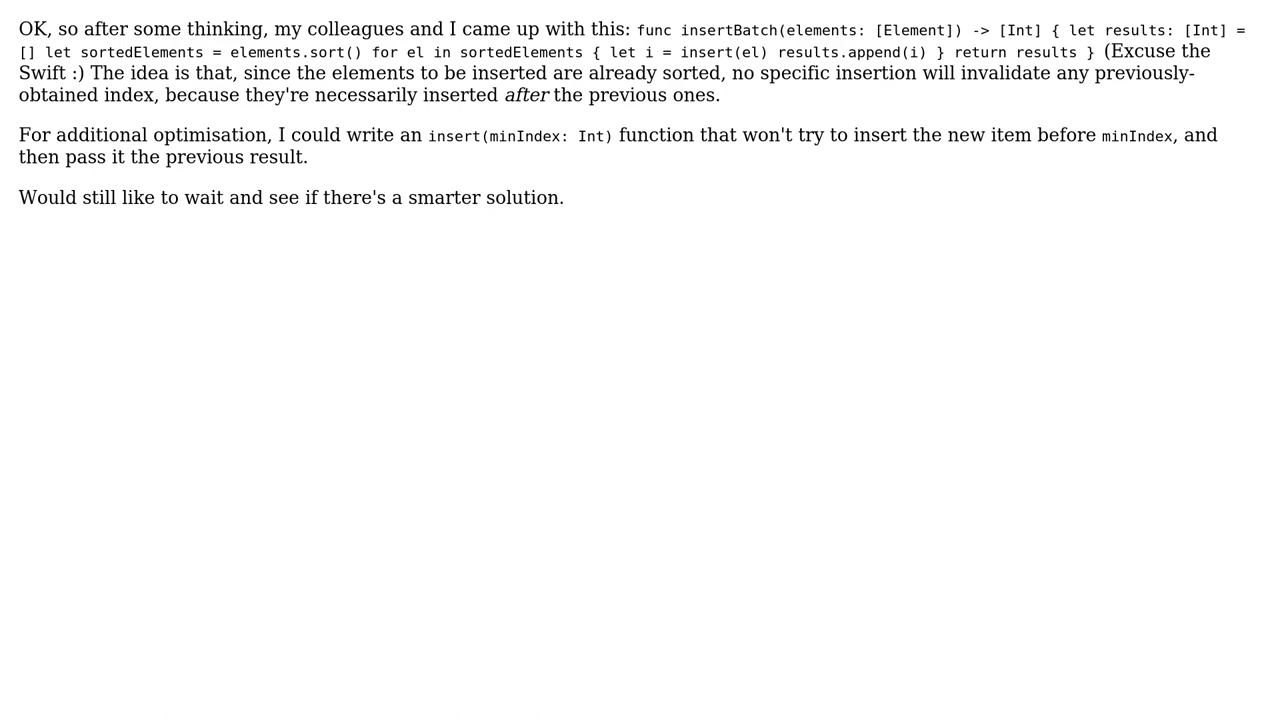 OK, so after some thinking, my colleagues and I came up with this: func insertBatch(elements: [Element]) -> [Int] { let results: [Int] =
[] let sortedElements = elements.sort() for el in sortedElements { let i = insert(el) results.append(i) } return results } (Excuse the
Swift :) The idea is that, since the elements to be inserted are already sorted, no specific insertion will invalidate any previously-
obtained index, because they're necessarily inserted after the previous ones.
For additional optimisation, I could write an insert(minIndex: Int) function that won't try to insert the new item before minIndex, and
then pass it the previous result.
Would still like to wait and see if there's a smarter solution.